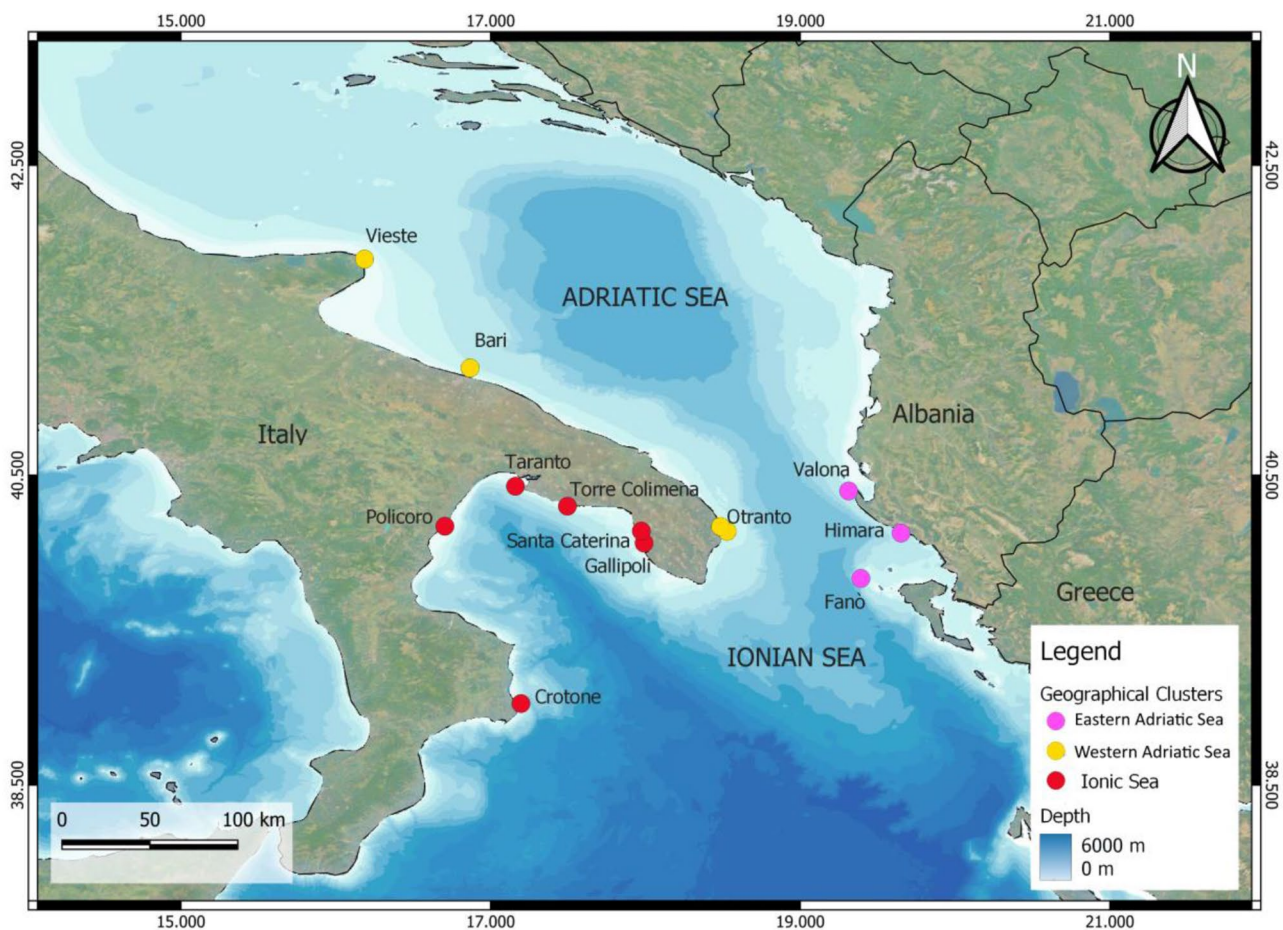 15.000 17.000 19.000 21.000
N
42.500 42.500
Vieste
ADRIATIC SEA
Bari
Albania
Italy
40.500 40.500
Taranto
Valona
Torre Colimena
Policoro
Otranto
Himara
Santa Caterina
Gallipoli
Greece
Fanò
IONIAN SEA
Crotone
Legend
Geographical Clusters
Eastern Adriatic Sea
Western Adriatic Sea
Ionic Sea
Depth
6000 m
0 m
38.500 38.500
0 50 100 km
15.000 17.000 19.000 21.000